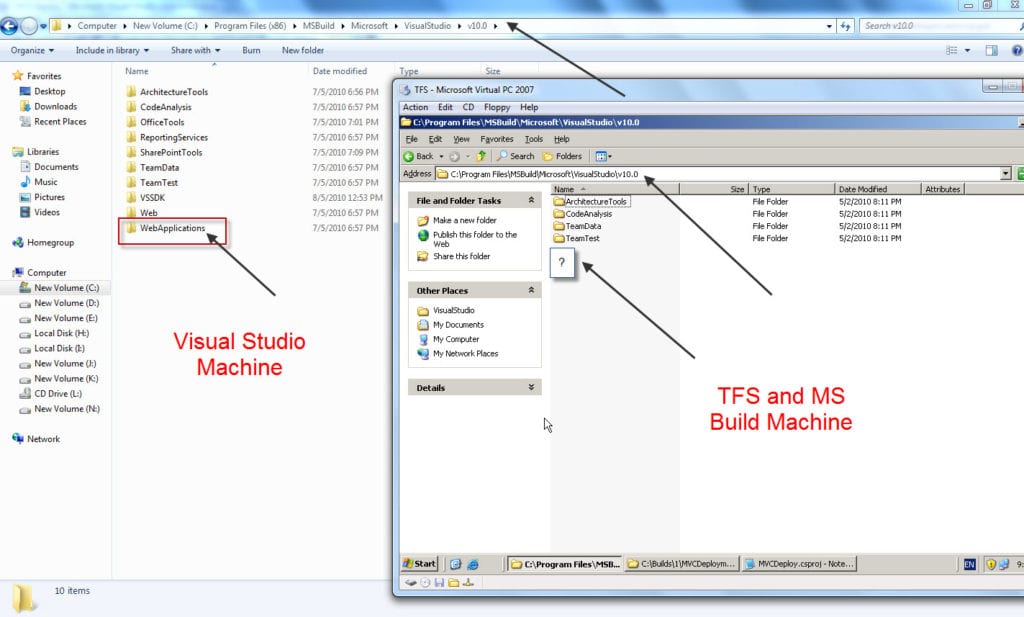 Computer New Volume (C:) Program Files (x86) MSBuild Microsoft VisualStudio v10.0
Search v10.0
Organize Include in library Share with Burn New folder
Favorites
Desktop
Downloads
Recent Places
Libraries
Documents
Music
Pictures
Videos
Homegroup
Computer
New Volume (C:)
New Volume (D:)
New Volume (E:)
Local Disk (H:)
Local Disk (I:)
New Volume (J:)
New Volume (K:)
CD Drive (L:)
New Volume (N:)
Network
Name Date modified Type Size
ArchitectureTools 7/5/2010 6:56 PM
CodeAnalysis 7/5/2010 6:57 PM
OfficeTools 7/5/2010 7:01 PM
ReportingServices 7/5/2010 6:57 PM
SharePointTools 7/5/2010 7:09 PM
TeamData 7/5/2010 6:57 PM
TeamTest 7/5/2010 6:57 PM
VSSDK 8/5/2010 12:53 PM
Web 7/5/2010 6:57 PM
WebApplications 7/5/2010 6:57 PM
Visual Studio
Machine
10 items
TFS - Microsoft Virtual PC 2007
Action Edit CD Floppy Help
C:\Program Files\MSBuild\Microsoft\VisualStudio\v10.0
File Edit View Favorites Tools Help
Back Search Folders
Address C:\Program Files\MSBuild\Microsoft\VisualStudio\v10.0
File and Folder Tasks
Make a new folder
Publish this folder to the
Web
Share this folder
Other Places
VisualStudio
My Documents
My Computer
My Network Places
Details
Name Size Type Date Modified Attributes
ArchitectureTools File Folder 5/2/2010 8:11 PM
CodeAnalysis File Folder 5/2/2010 8:11 PM
TeamData File Folder 5/2/2010 8:11 PM
TeamTest File Folder 5/2/2010 8:11 PM
?
TFS and MS
Build Machine
Start C:\Program Files\MSB... C:\Builds\1\MVCDeploym... MVCDeploy.csproj - Note... EN 9: